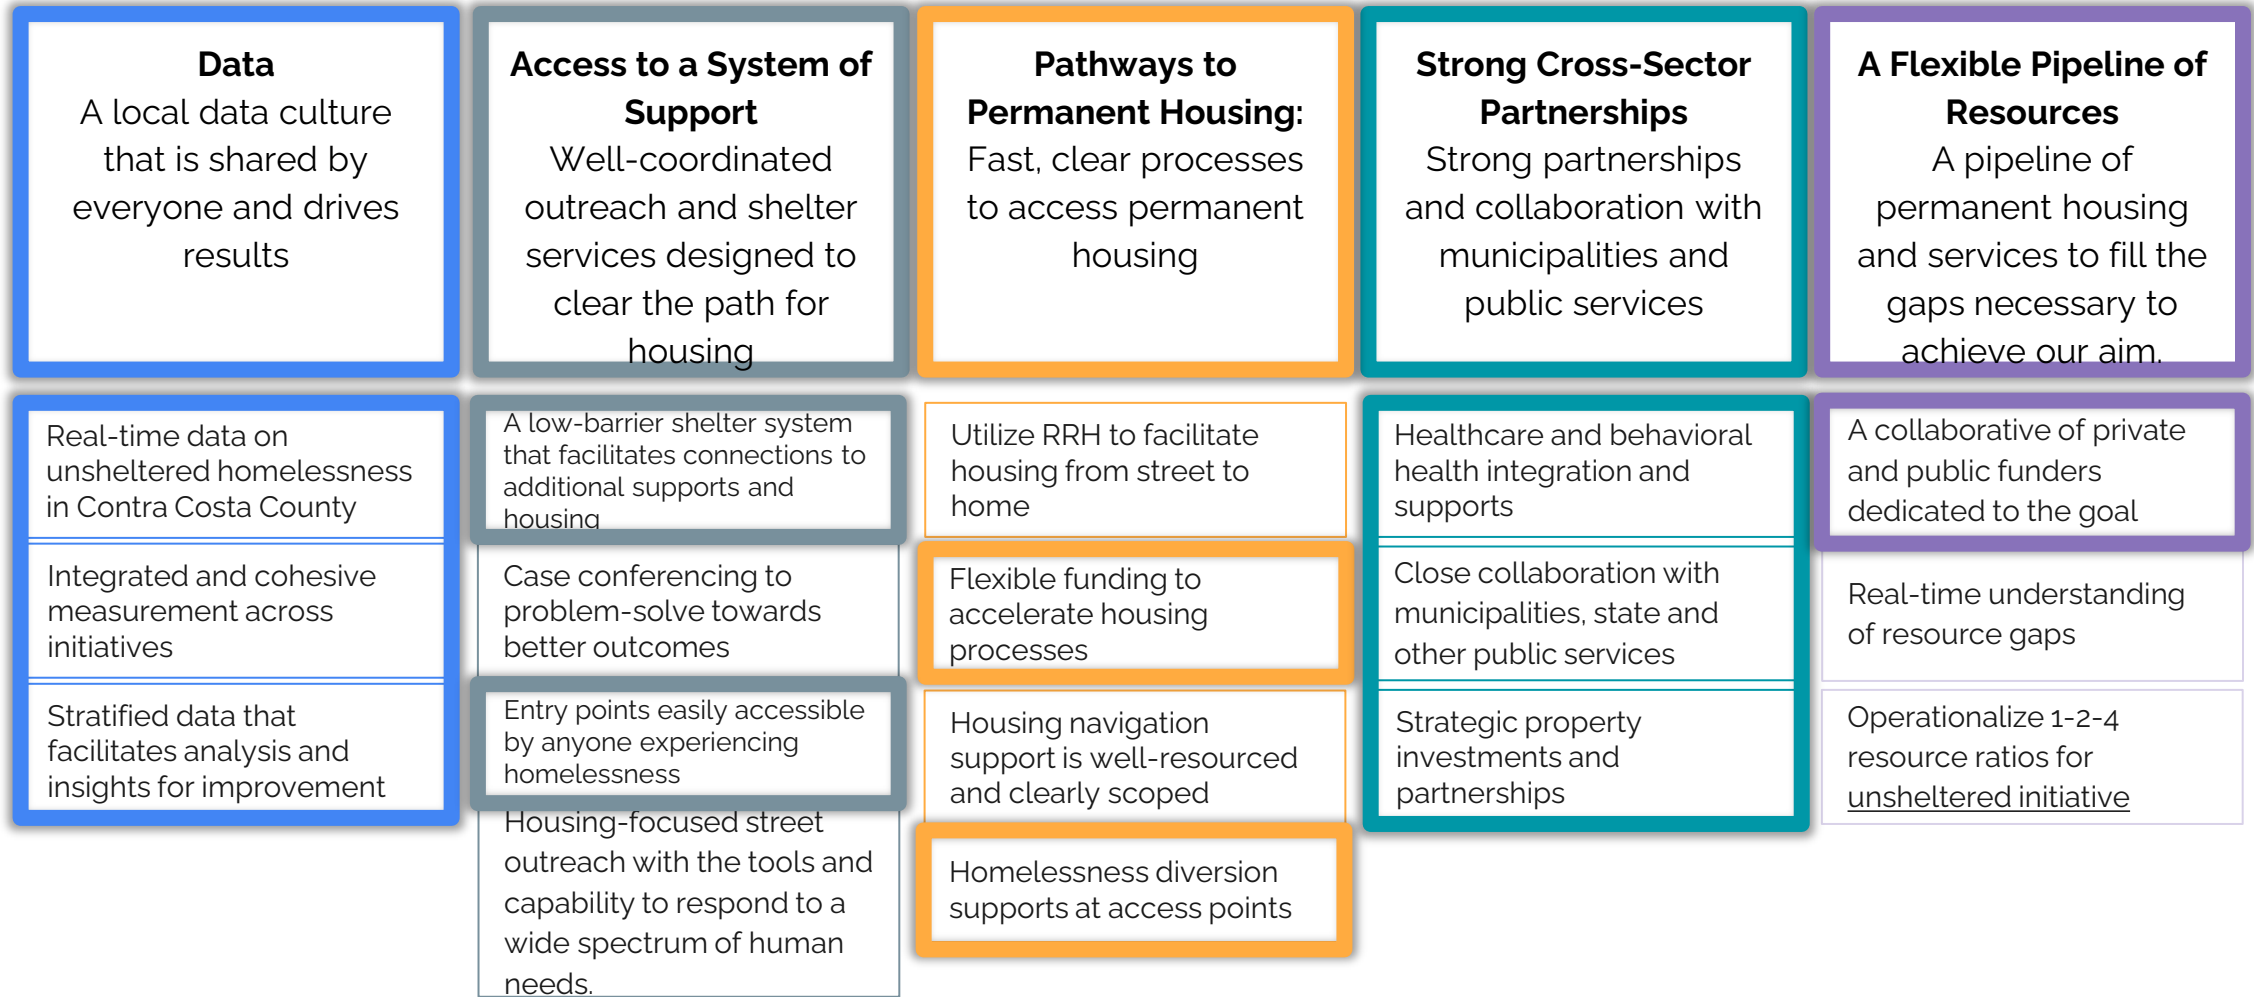 Data
A local data culture
that is shared by
everyone and drives
results
Access to a System of
Support
Well-coordinated
outreach and shelter
services designed to
clear the path for
housing
Pathways to
Permanent Housing:
Fast, clear processes
to access permanent
housing
Strong Cross-Sector
Partnerships
Strong partnerships
and collaboration with
municipalities and
public services
A Flexible Pipeline of
Resources
A pipeline of
permanent housing
and services to fill the
gaps necessary to
achieve our aim.
Real-time data on
unsheltered homelessness
in Contra Costa County
Integrated and cohesive
measurement across
initiatives
Stratified data that
facilitates analysis and
insights for improvement
A low-barrier shelter system
that facilitates connections to
additional supports and
housing
Case conferencing to
problem-solve towards
better outcomes
Entry points easily accessible
by anyone experiencing
homelessness
Housing-focused street
outreach with the tools and
capability to respond to a
wide spectrum of human
needs.
Utilize RRH to facilitate
housing from street to
home
Flexible funding to
accelerate housing
processes
Housing navigation
support is well-resourced
and clearly scoped
Homelessness diversion
supports at access points
Healthcare and behavioral
health integration and
supports
Close collaboration with
municipalities, state and
other public services
Strategic property
investments and
partnerships
A collaborative of private
and public funders
dedicated to the goal
Real-time understanding
of resource gaps
Operationalize 1-2-4
resource ratios for
unsheltered initiative